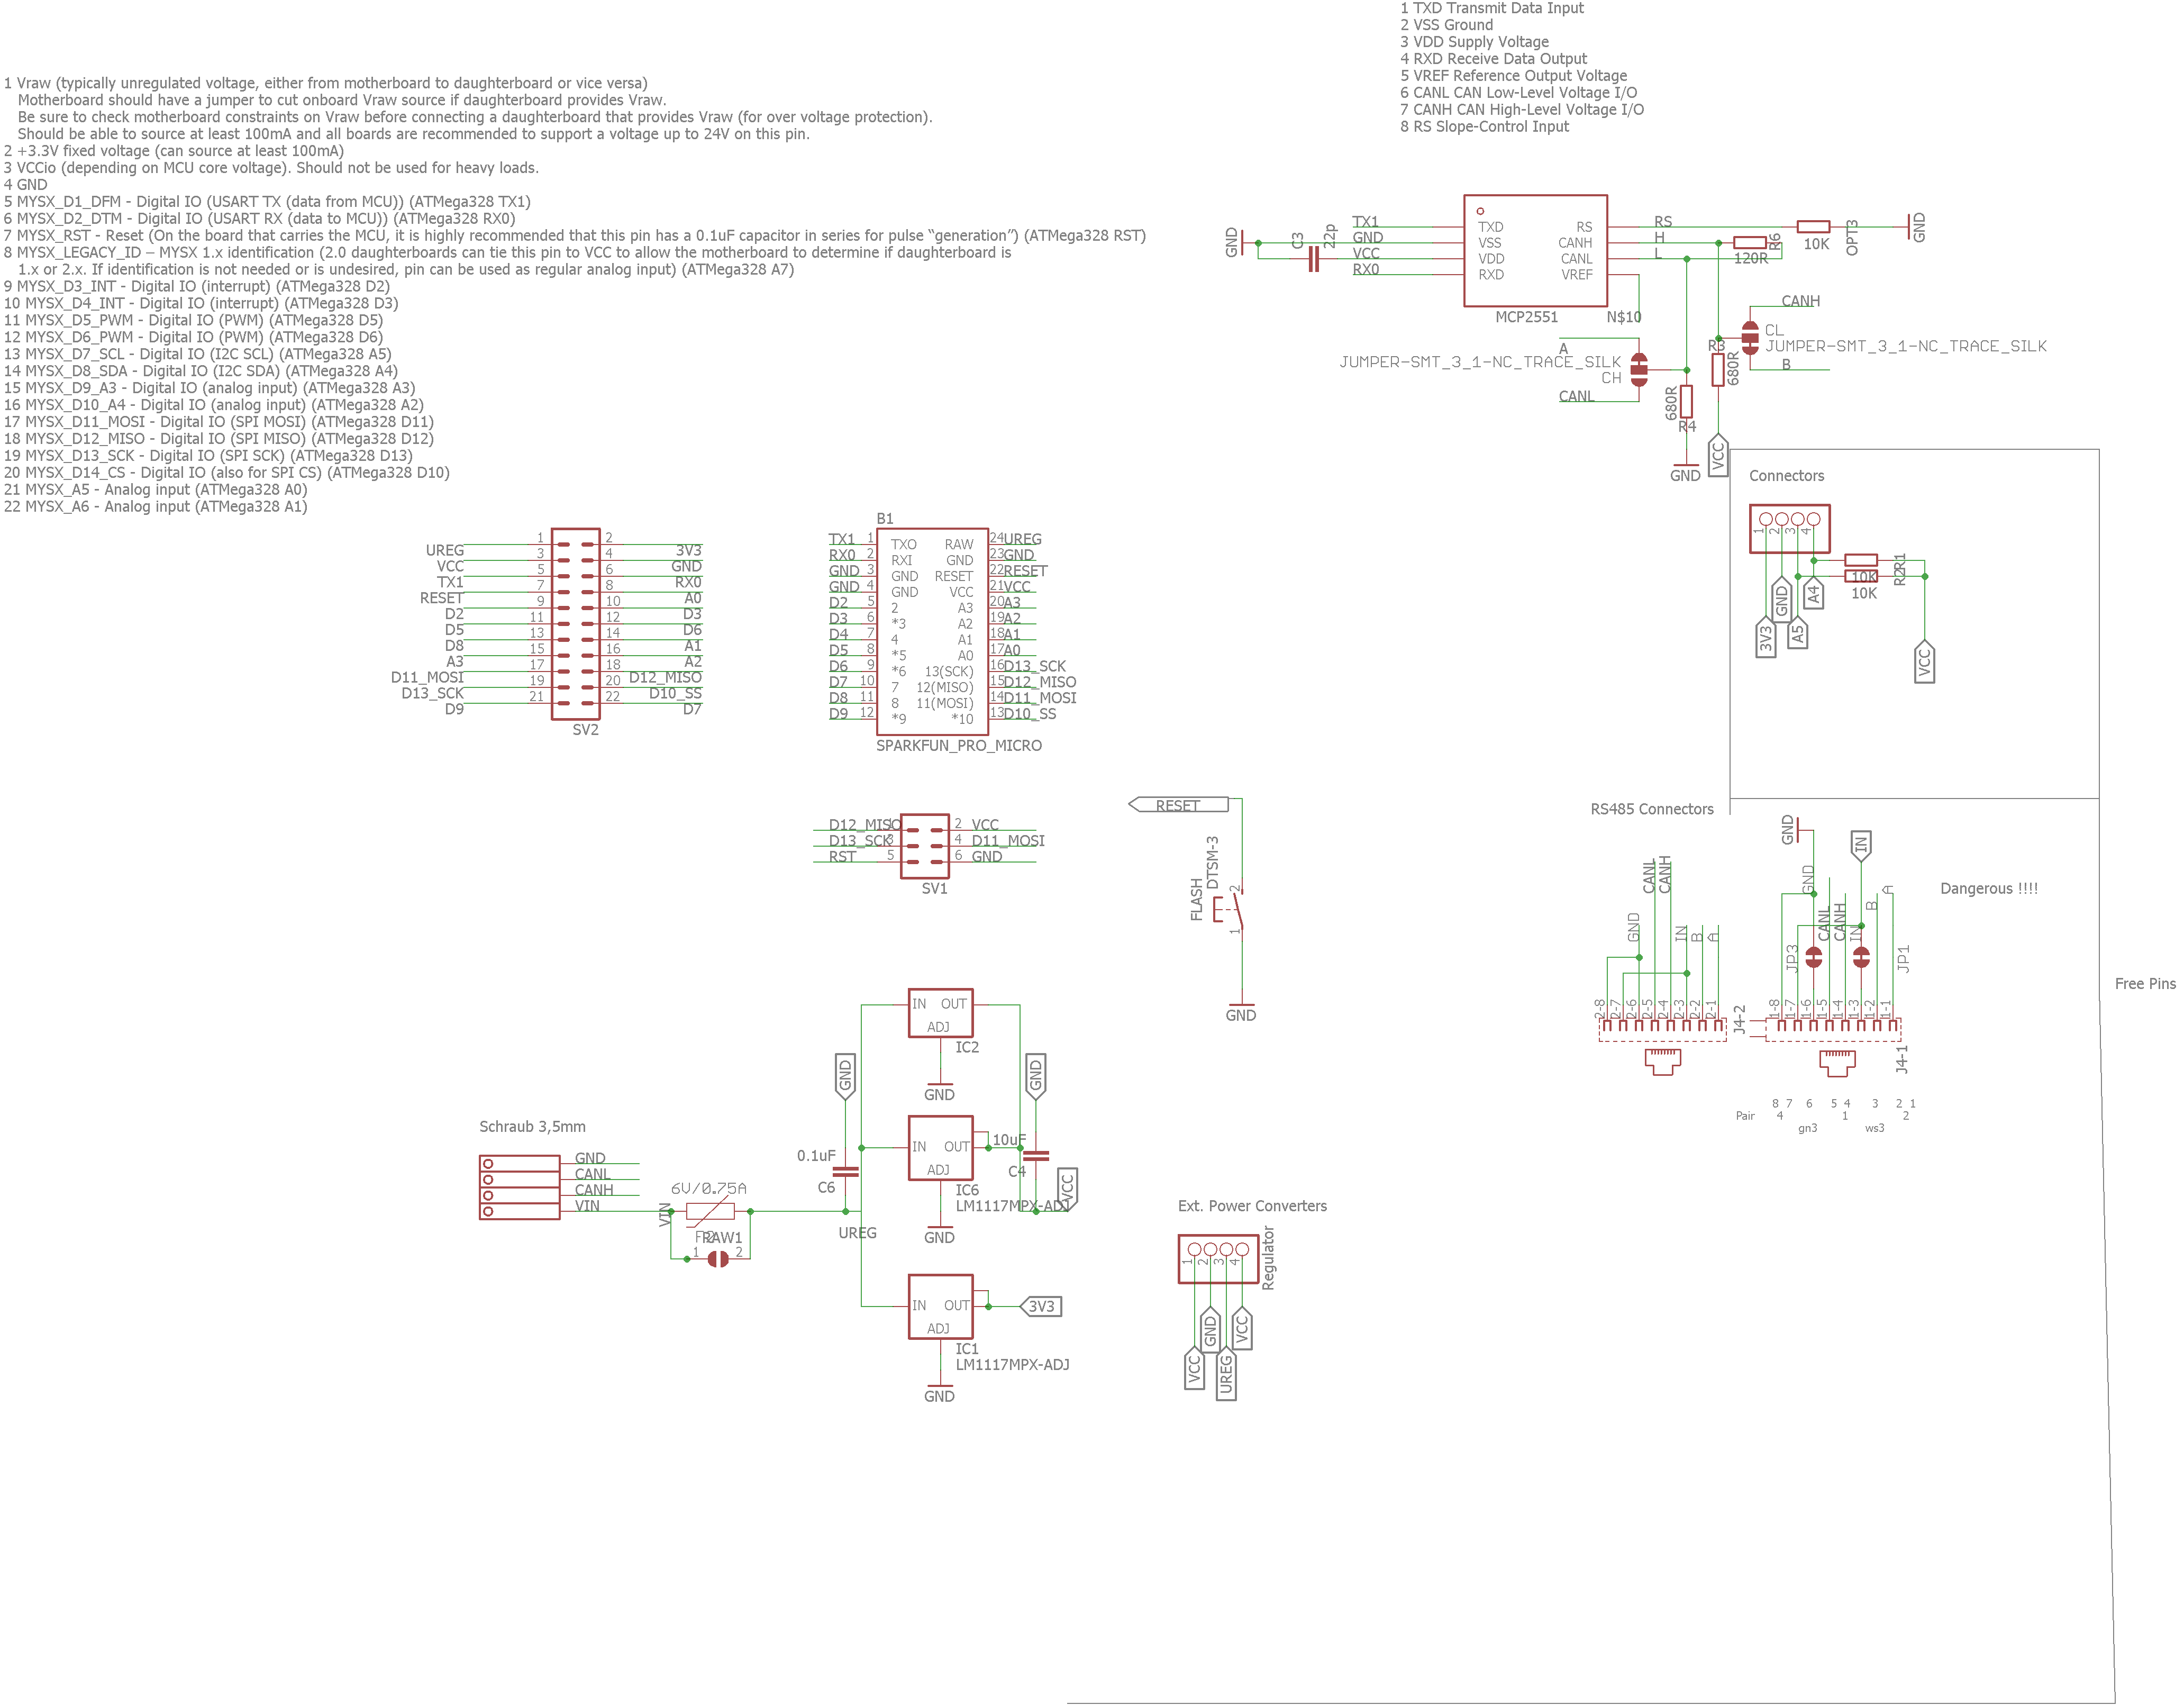 1 TXD Transmit Data Input
2 VSS Ground
3 VDD Supply Voltage
4 RXD Receive Data Output
5 VREF Reference Output Voltage
6 CANL CAN Low-Level Voltage I/O
7 CANH CAN High-Level Voltage I/O
8 RS Slope-Control Input
1 Vraw (typically unregulated voltage, either from motherboard to daughterboard or vice versa)
Motherboard should have a jumper to cut onboard Vraw source if daughterboard provides Vraw.
Be sure to check motherboard constraints on Vraw before connecting a daughterboard that provides Vraw (for over voltage protection).
Should be able to source at least 100mA and all boards are recommended to support a voltage up to 24V on this pin.
2 +3.3V fixed voltage (can source at least 100mA)
3 VCCio (depending on MCU core voltage). Should not be used for heavy loads.
4 GND
5 MYSX_D1_DFM - Digital IO (USART TX (data from MCU)) (ATMega328 TX1)
6 MYSX_D2_DTM - Digital IO (USART RX (data to MCU)) (ATMega328 RX0)
7 MYSX_RST - Reset (On the board that carries the MCU, it is highly recommended that this pin has a 0.1uF capacitor in series for pulse “generation”) (ATMega328 RST)
8 MYSX_LEGACY_ID – MYSX 1.x identification (2.0 daughterboards can tie this pin to VCC to allow the motherboard to determine if daughterboard is
1.x or 2.x. If identification is not needed or is undesired, pin can be used as regular analog input) (ATMega328 A7)
9 MYSX_D3_INT - Digital IO (interrupt) (ATMega328 D2)
10 MYSX_D4_INT - Digital IO (interrupt) (ATMega328 D3)
11 MYSX_D5_PWM - Digital IO (PWM) (ATMega328 D5)
12 MYSX_D6_PWM - Digital IO (PWM) (ATMega328 D6)
13 MYSX_D7_SCL - Digital IO (I2C SCL) (ATMega328 A5)
14 MYSX_D8_SDA - Digital IO (I2C SDA) (ATMega328 A4)
15 MYSX_D9_A3 - Digital IO (analog input) (ATMega328 A3)
16 MYSX_D10_A4 - Digital IO (analog input) (ATMega328 A2)
17 MYSX_D11_MOSI - Digital IO (SPI MOSI) (ATMega328 D11)
18 MYSX_D12_MISO - Digital IO (SPI MISO) (ATMega328 D12)
19 MYSX_D13_SCK - Digital IO (SPI SCK) (ATMega328 D13)
20 MYSX_D14_CS - Digital IO (also for SPI CS) (ATMega328 D10)
21 MYSX_A5 - Analog input (ATMega328 A0)
22 MYSX_A6 - Analog input (ATMega328 A1)
GND
C3
22p
TX1 TXD RS RS
GND VSS CANH H
VCC VDD CANL L
RX0 RXD VREF
MCP2551 N$10
R6
120R
10K
OPT3
GND
CANH
CL
JUMPER-SMT_3_1-NC_TRACE_SILK
B
A
JUMPER-SMT_3_1-NC_TRACE_SILK
CH
CANL
R3
680R
680R
R4
GND
VCC
Connectors
1 2 3 4
3V3
GND
A5
A4
10K
R1
10K
R2
VCC
UREG 1 2 3V3
VCC 3 4 GND
TX1 5 6 RX0
RESET 7 8 A0
D2 9 10 D3
D5 11 12 D6
D8 13 14 A1
A3 15 16 A2
D11_MOSI 17 18 D12_MISO
D13_SCK 19 20 D10_SS
D9 21 22 D7
SV2
B1
TX1 1 TXO RAW 24 UREG
RX0 2 RXI GND 23 GND
GND 3 GND RESET 22 RESET
GND 4 GND VCC 21 VCC
D2 5 2 A3 20 A3
D3 6 *3 A2 19 A2
D4 7 4 A1 18 A1
D5 8 *5 A0 17 A0
D6 9 *6 13(SCK) 16 D13_SCK
D7 10 7 12(MISO) 15 D12_MISO
D8 11 8 11(MOSI) 14 D11_MOSI
D9 12 *9 *10 13 D10_SS
SPARKFUN_PRO_MICRO
D12_MISO 1 2 VCC
D13_SCK 3 4 D11_MOSI
RST 5 6 GND
SV1
RESET
FLASH
DTSM-3
2
1
GND
RS485 Connectors
GND
IN
Dangerous !!!!
CANL
CANH
GND
IN
B
A
2-8 2-7 2-6 2-5 2-4 2-3 2-2 2-1
J4-2
GND
CANL
CANH
IN
B
A
JP3
JP1
1-8 1-7 1-6 1-5 1-4 1-3 1-2 1-1
J4-1
8 7 6 5 4 3 2 1
Pair 4 1 2
gn3 ws3
Free Pins
IN OUT
ADJ
IC2
GND
GND
GND
IN OUT
ADJ
IC6
LM1117MPX-ADJ
GND
0.1uF
C6
10uF
C4
VCC
UREG
Schraub 3,5mm
GND
CANL
CANH
VIN
VIN
6V/0.75A
RAW1
1 2
IN OUT
ADJ
IC1
LM1117MPX-ADJ
GND
3V3
Ext. Power Converters
1 2 3 4
Regulator
VCC
GND
UREG
VCC